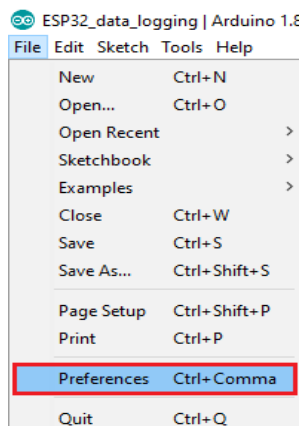 ESP32_data_logging | Arduino 1.8
File Edit Sketch Tools Help
New Ctrl+N
Open... Ctrl+O
Open Recent >
Sketchbook >
Examples >
Close Ctrl+W
Save Ctrl+S
Save As... Ctrl+Shift+S
Page Setup Ctrl+Shift+P
Print Ctrl+P
Preferences Ctrl+Comma
Quit Ctrl+Q